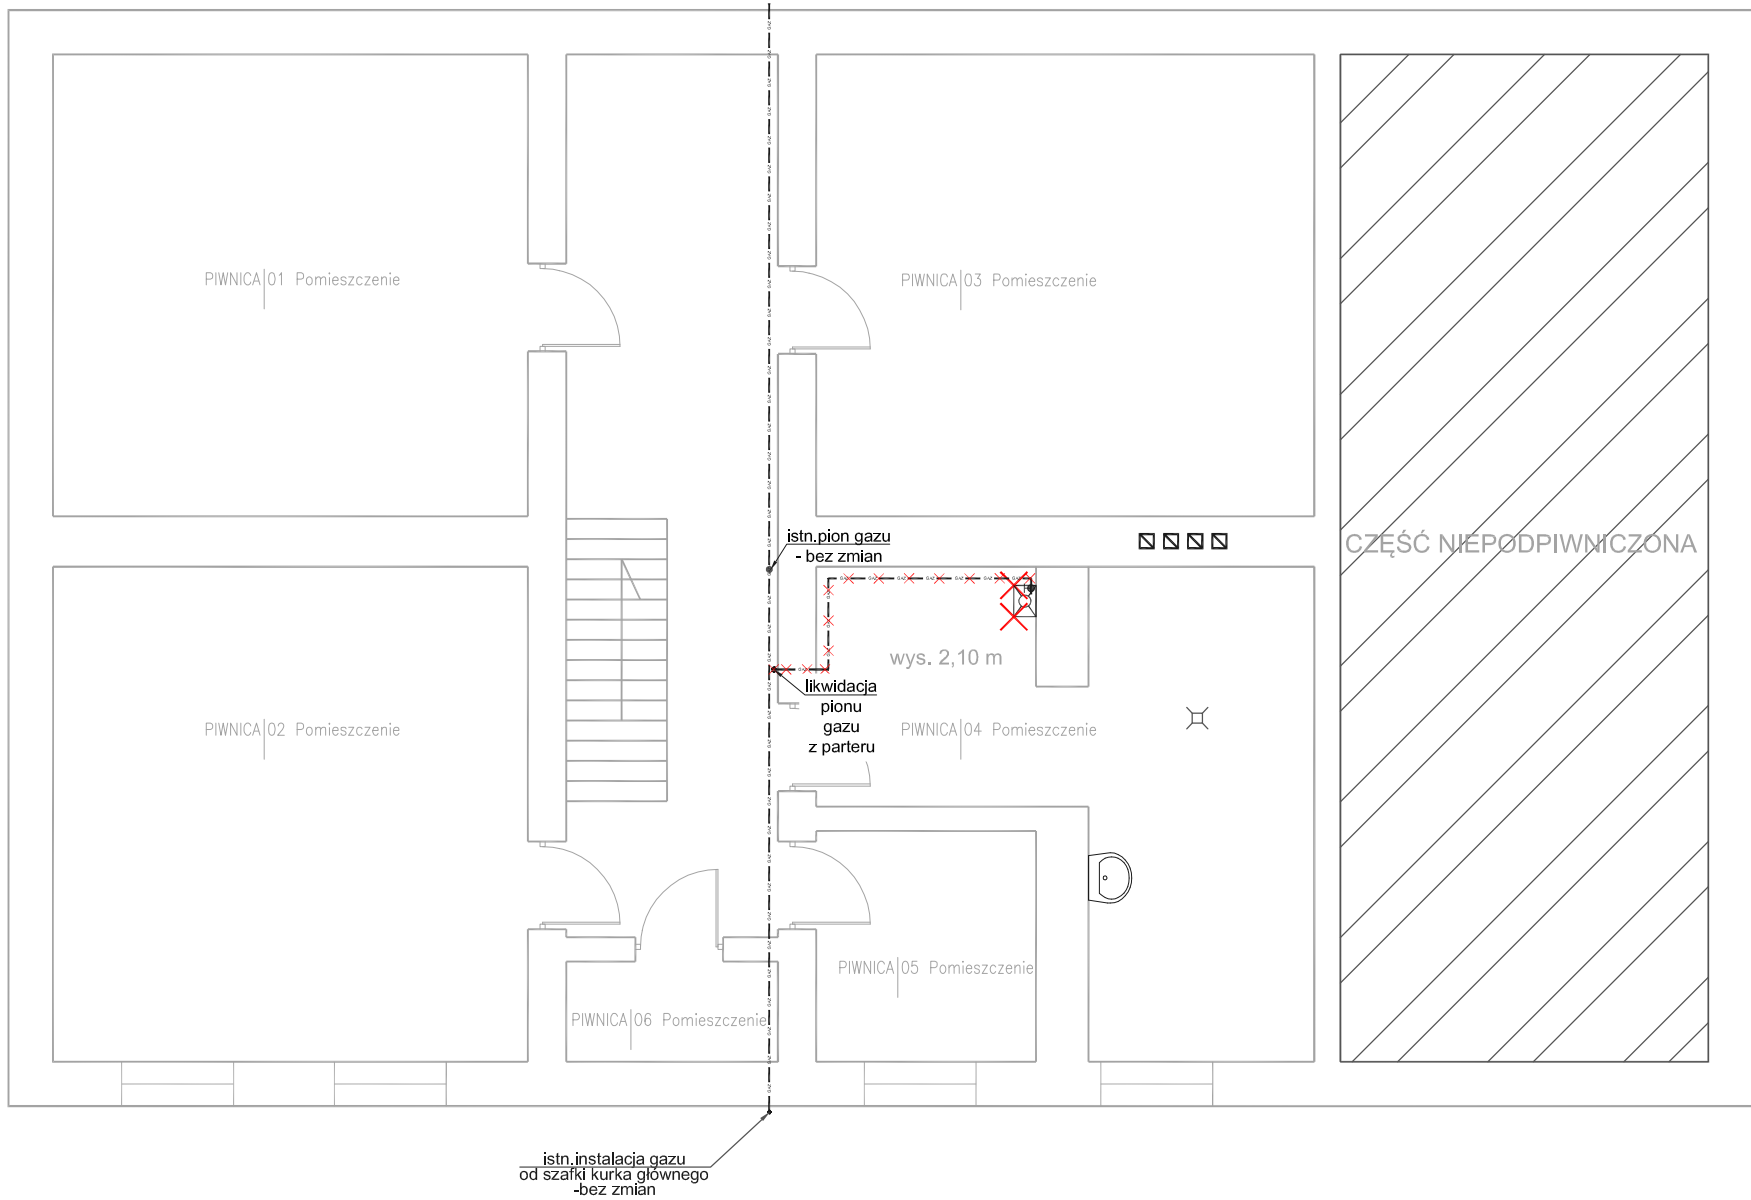 PIWNICA 01 Pomieszczenie
PIWNICA 03 Pomieszczenie
istn.pion gazu
- bez zmian
CZĘŚĆ NIEPODPIWNICZONA
wys. 2,10 m
likwidacja
pionu
gazu
z parteru
PIWNICA 02 Pomieszczenie
PIWNICA 04 Pomieszczenie
PIWNICA 05 Pomieszczenie
PIWNICA 06 Pomieszczenie
istn.instalacja gazu
od szafki kurka głównego
-bez zmian